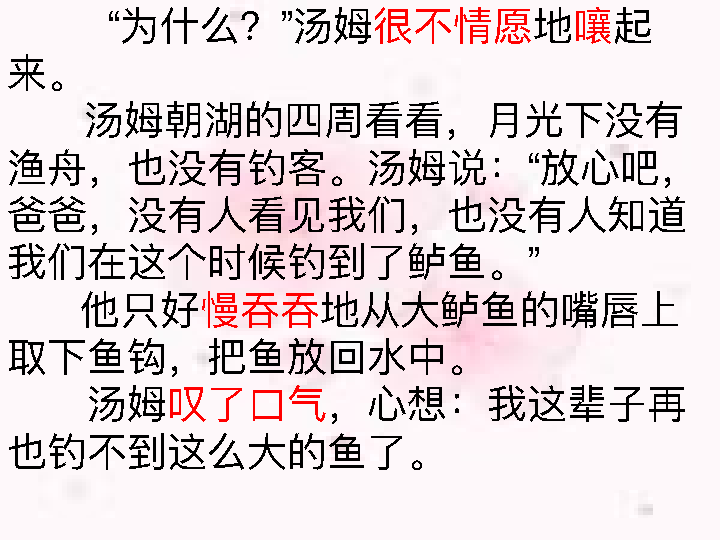 “为什么？”汤姆很不情愿地嚷起
来。
汤姆朝湖的四周看看，月光下没有
渔舟，也没有钓客。汤姆说：“放心吧，
爸爸，没有人看见我们，也没有人知道
我们在这个时候钓到了鲈鱼。”
他只好慢吞吞地从大鲈鱼的嘴唇上
取下鱼钩，把鱼放回水中。
汤姆叹了口气，心想：我这辈子再
也钓不到这么大的鱼了。